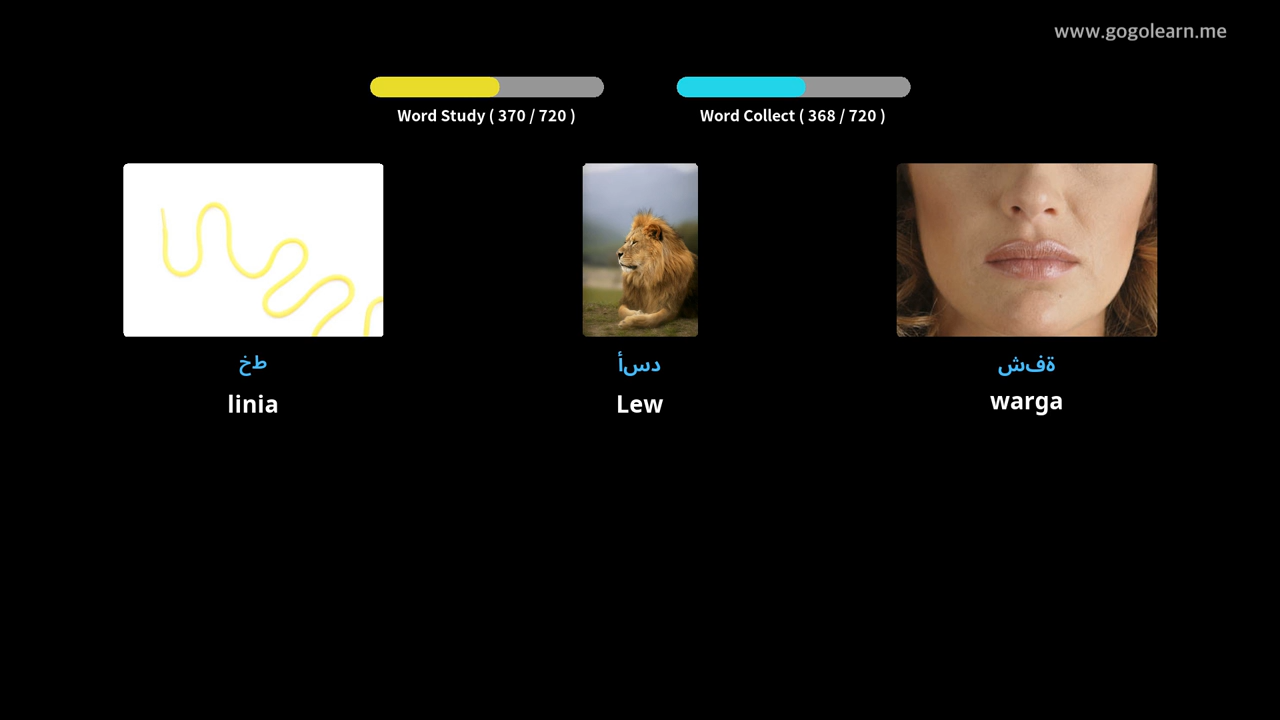 www.gogolearn.me
Word Study ( 370 / 720 )
Word Collect ( 368 / 720 )
طخ
دسأ
ةفش
linia
Lew
warga